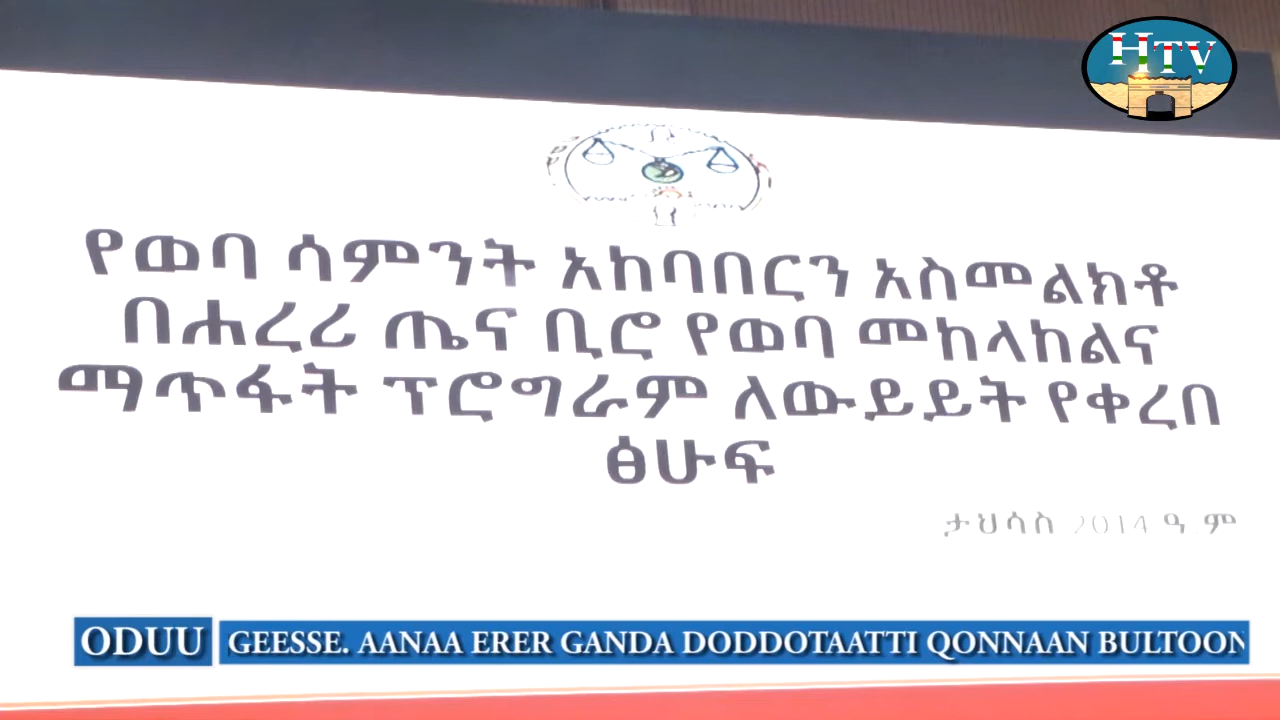 HTV
የወባ ሳምንት አከባበርን አስመልክቶ
በሐረሪ ጤና ቢሮ የወባ መከላከልና
ማጥፋት ፕሮግራም ለውይይት የቀረበ
ፅሁፍ
ታህሳስ 2014 ዓ.ም
ODUU GEESSE. AANAA ERER GANDA DODDOTAATTI QONNAAN BULTOON